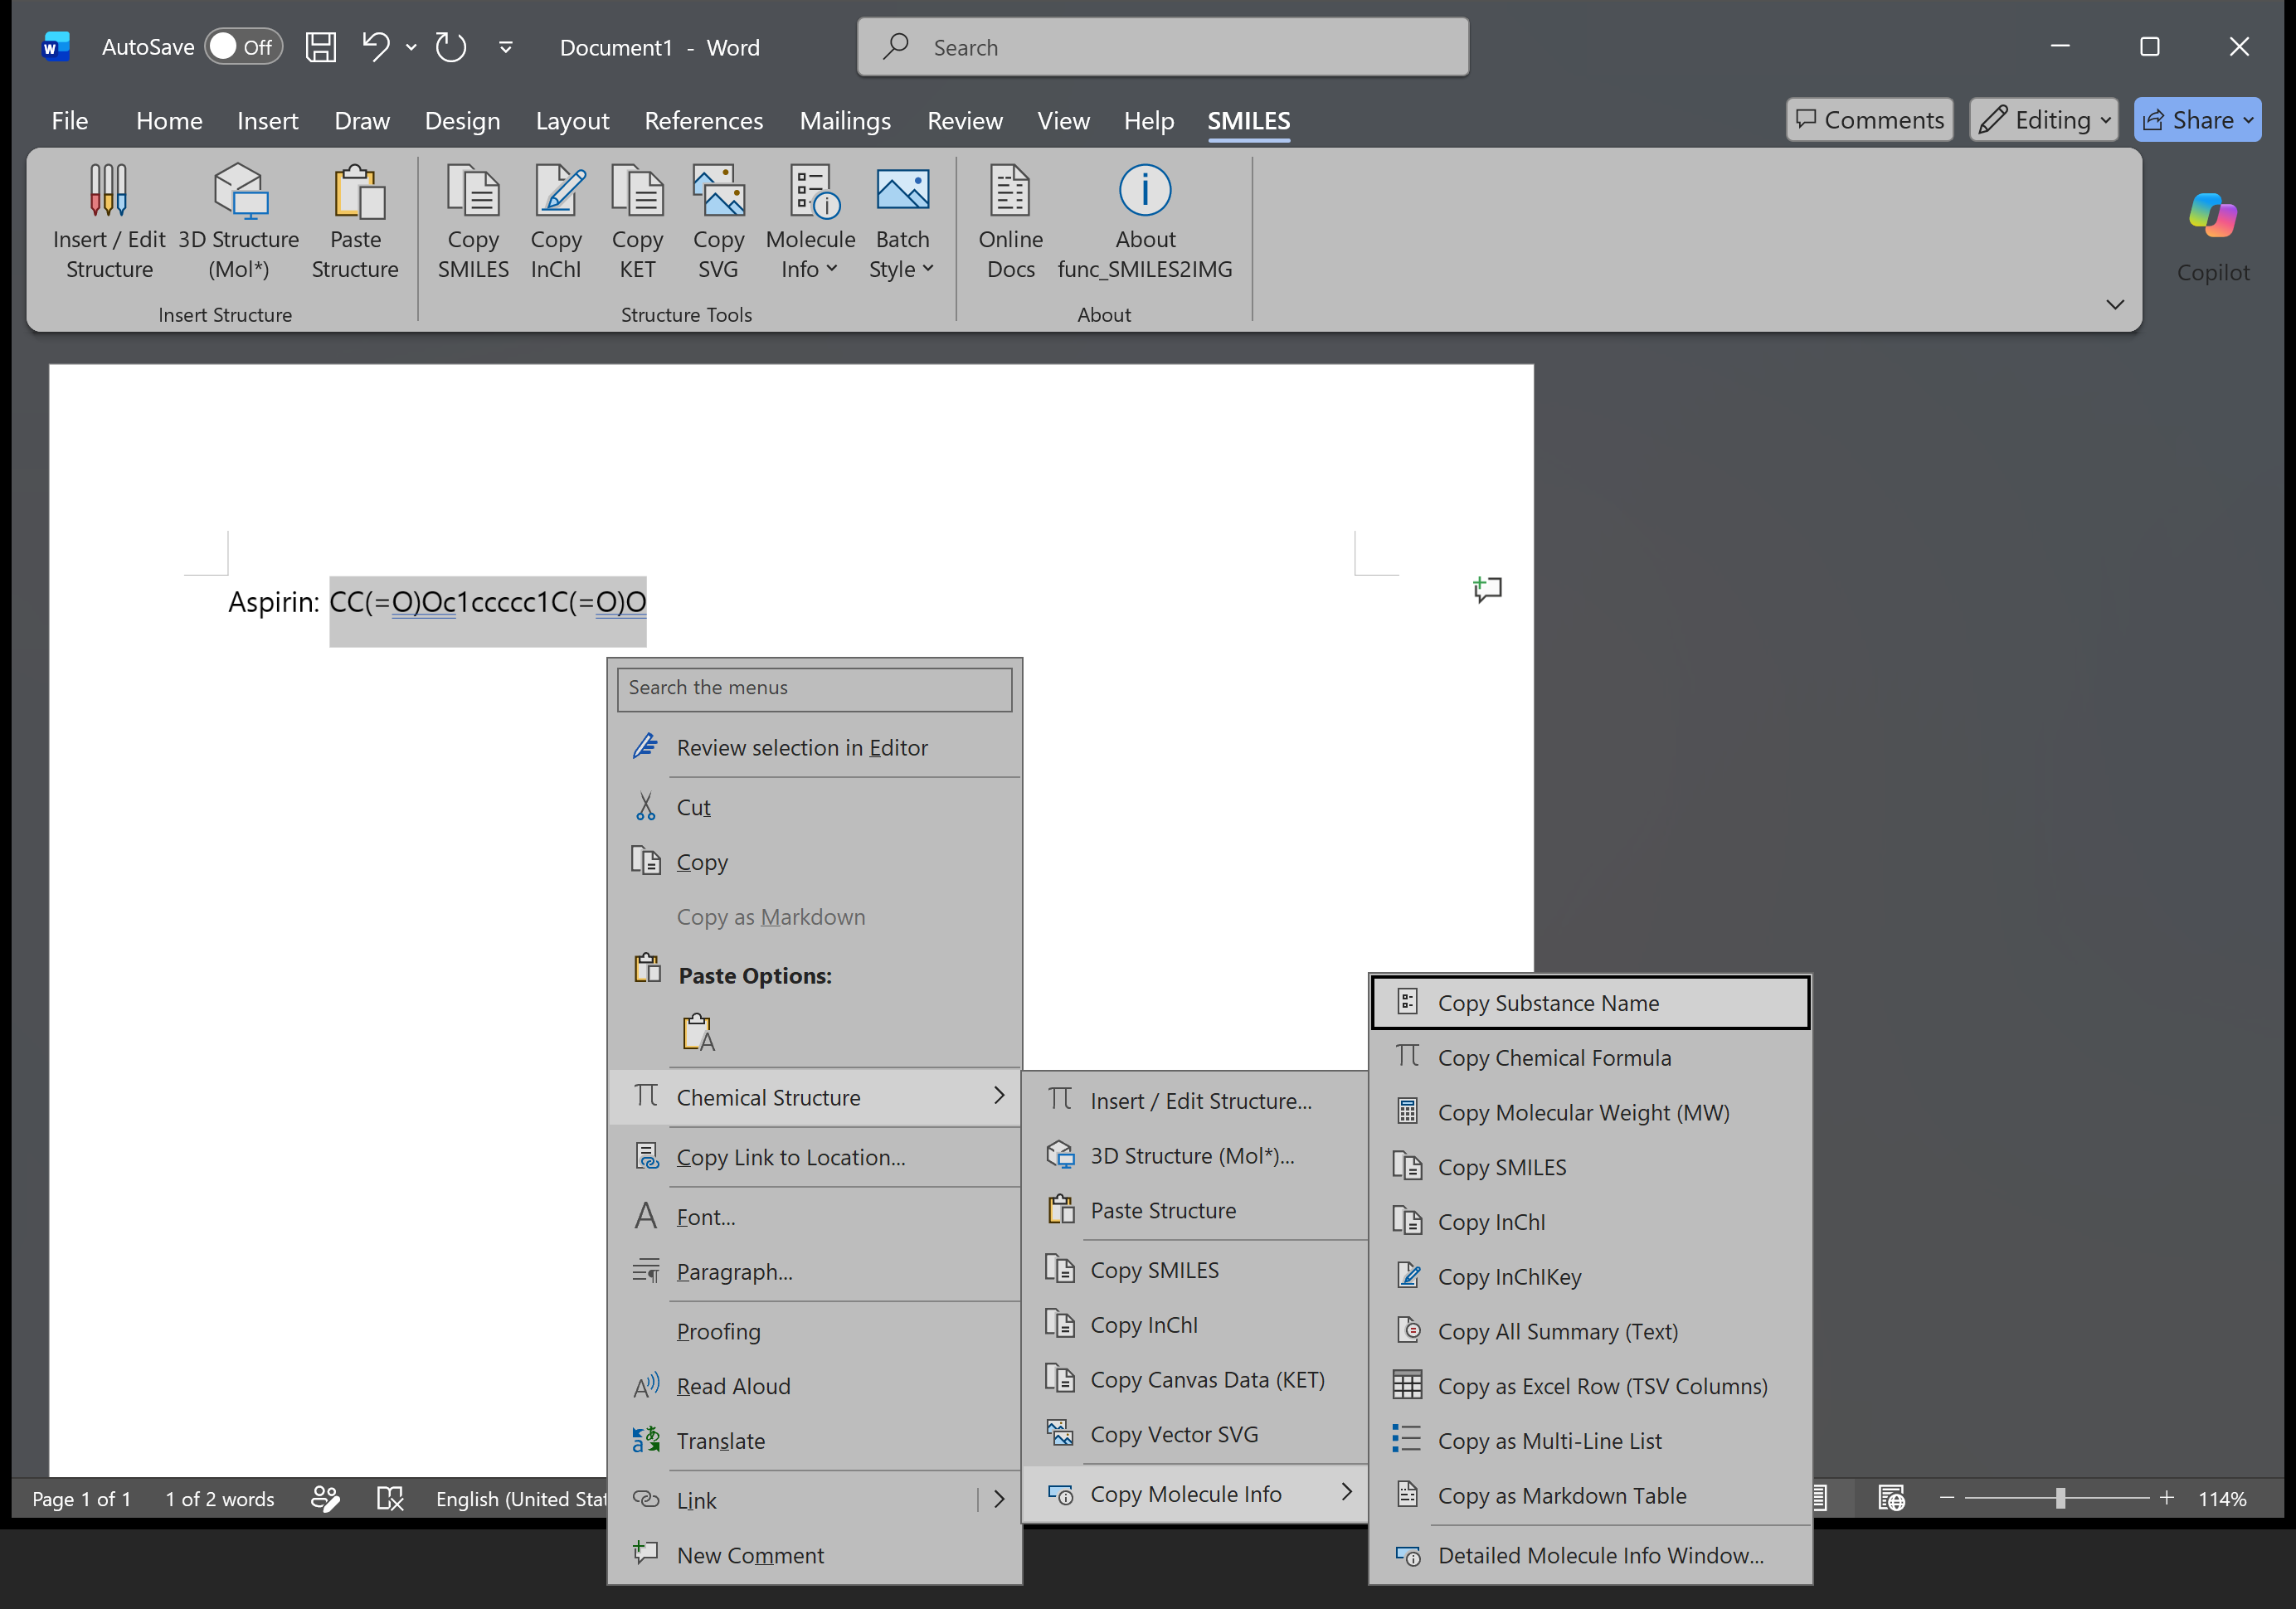 AutoSave Off Document1 - Word Search
File Home Insert Draw Design Layout References Mailings Review View Help SMILES Comments Editing Share
Insert / Edit Structure
3D Structure (Mol*)
Paste Structure
Insert Structure
Copy SMILES
Copy InChI
Copy KET
Copy SVG
Molecule Info
Batch Style
Structure Tools
Online Docs
About func_SMILES2IMG
About
Copilot
Aspirin: CC(=O)Oc1ccccc1C(=O)O
Search the menus
Review selection in Editor
Cut
Copy
Copy as Markdown
Paste Options:
Chemical Structure
Copy Link to Location...
Font...
Paragraph...
Proofing
Read Aloud
Translate
Link
New Comment
Insert / Edit Structure...
3D Structure (Mol*)...
Paste Structure
Copy SMILES
Copy InChI
Copy Canvas Data (KET)
Copy Vector SVG
Copy Molecule Info
Copy Substance Name
Copy Chemical Formula
Copy Molecular Weight (MW)
Copy SMILES
Copy InChI
Copy InChIKey
Copy All Summary (Text)
Copy as Excel Row (TSV Columns)
Copy as Multi-Line List
Copy as Markdown Table
Detailed Molecule Info Window...
Page 1 of 1 1 of 2 words English (United Stat 114%